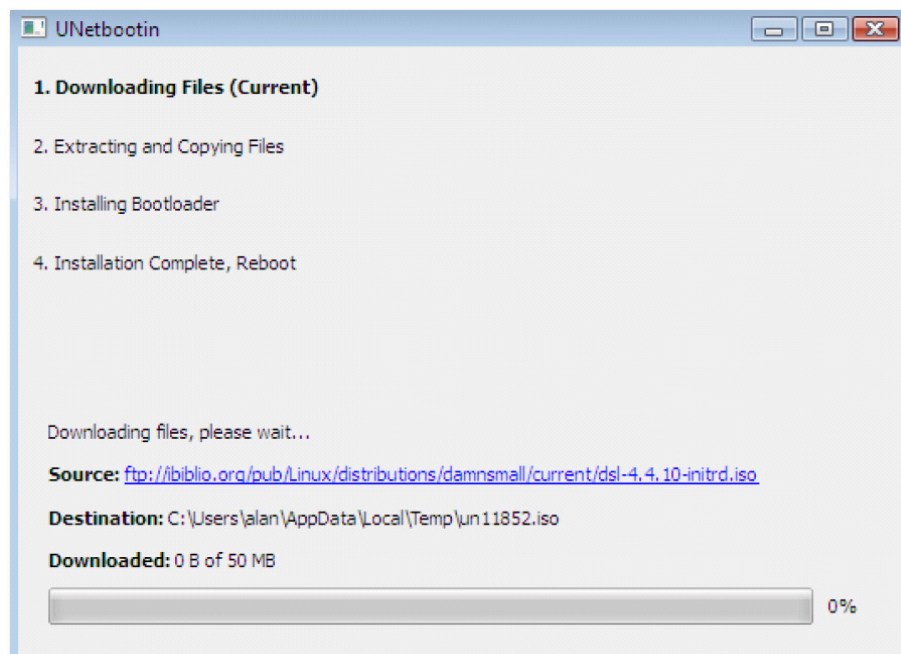 UNetbootin
1. Downloading Files (Current)
2. Extracting and Copying Files
3. Installing Bootloader
4. Installation Complete, Reboot
Downloading files, please wait...
Source: ftp://ibiblio.org/pub/Linux/distributions/damnsmall/current/dsl-4.4.10-initrd.iso
Destination: C:\Users\alan\AppData\Local\Temp\un11852.iso
Downloaded: 0 B of 50 MB
0%